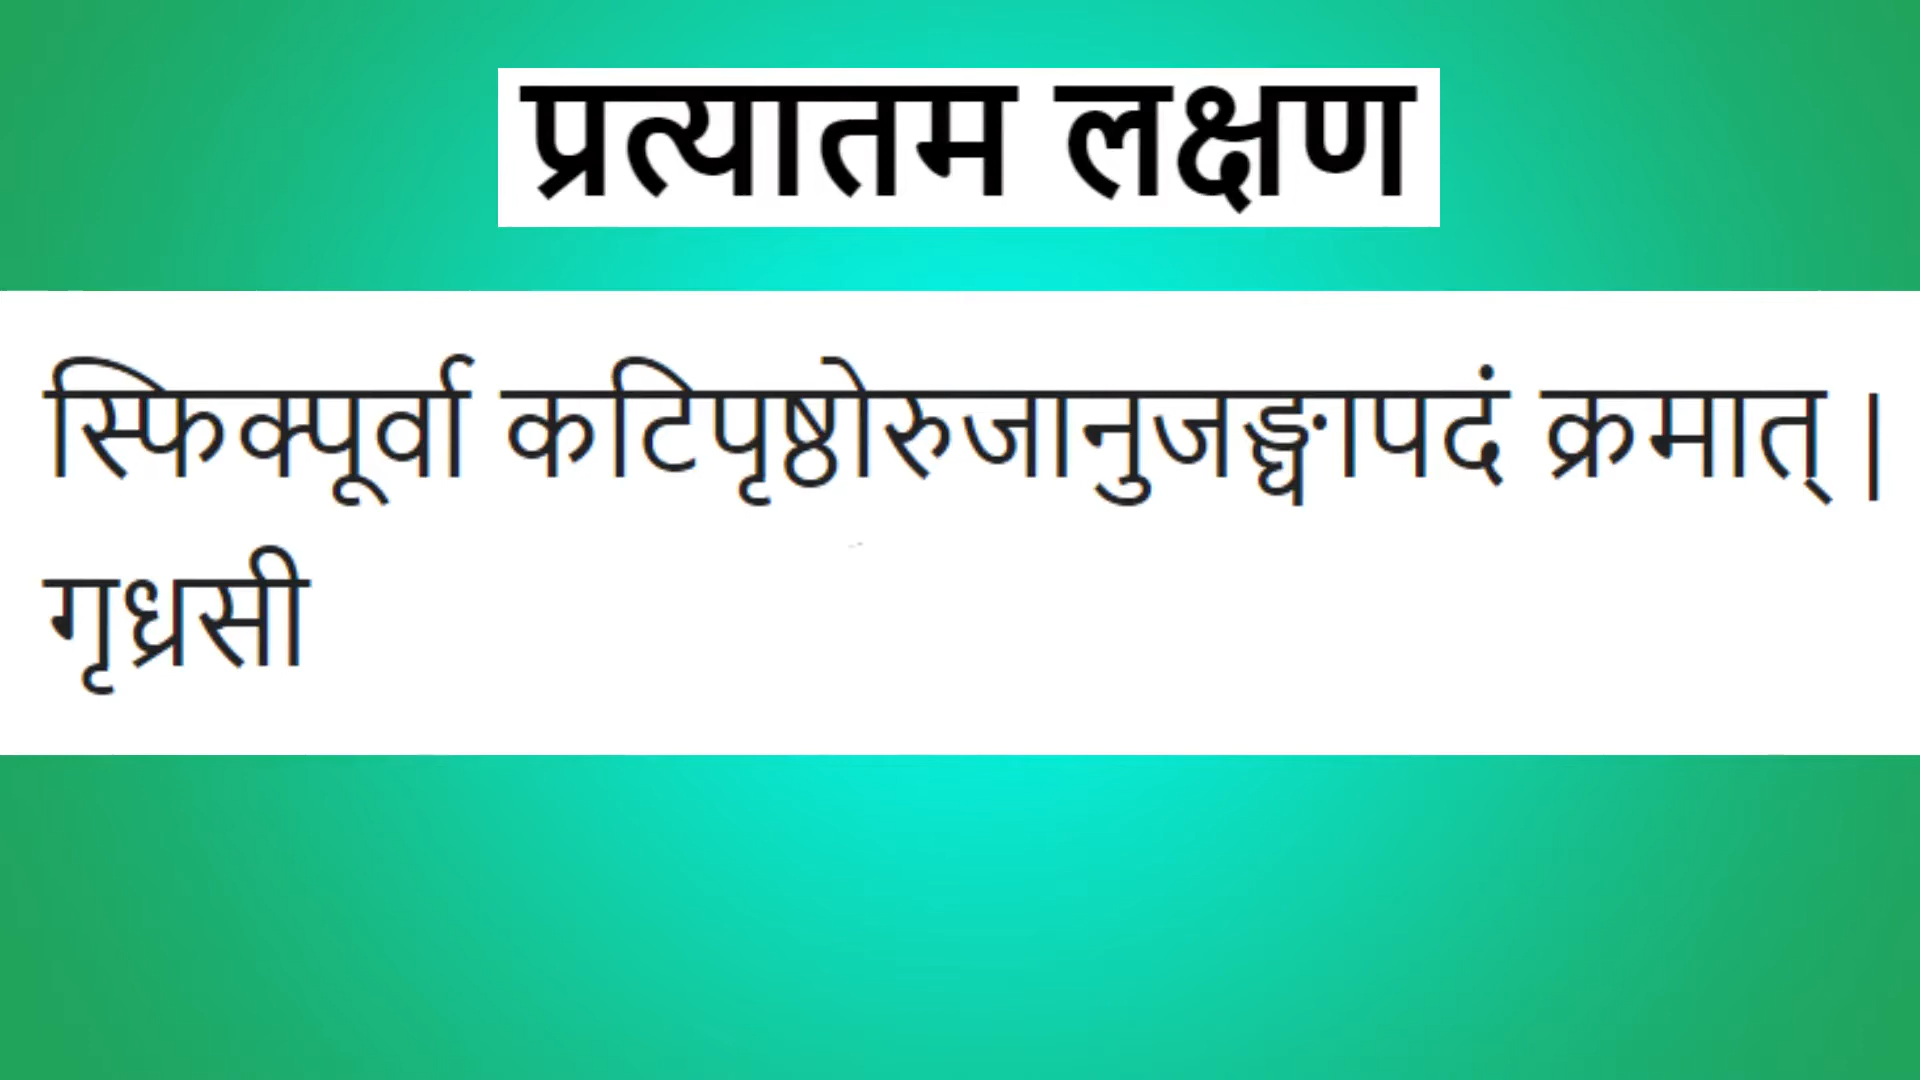 प्रत्यातम लक्षण
स्फिक्पूर्वा कटिपृष्ठोरुजानुजङ्घापदं क्रमात् |
गृध्रसी